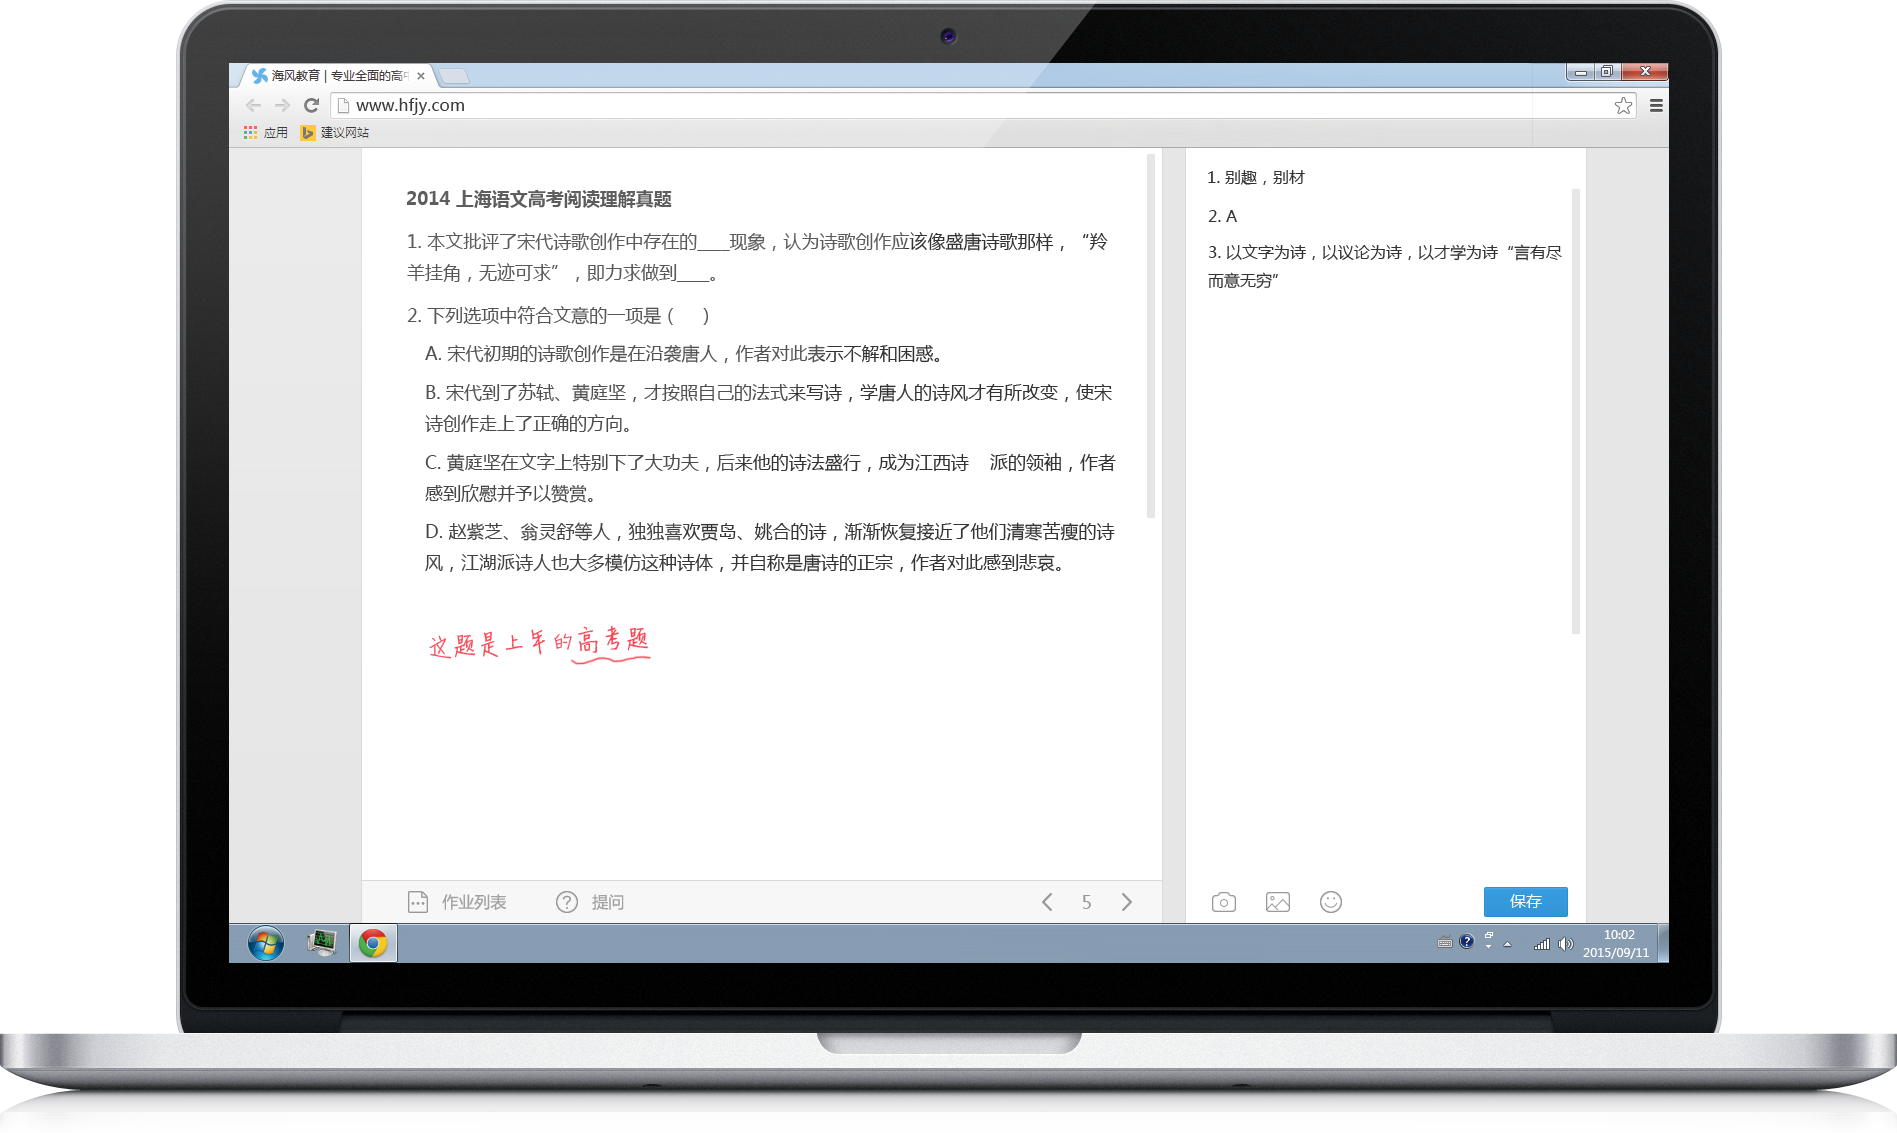 海风教育 | 专业全面的高中
www.hfjy.com
应用 建议网站
2014 上海语文高考阅读理解真题
1. 本文批评了宋代诗歌创作中存在的___现象，认为诗歌创作应该像盛唐诗歌那样，“羚
羊挂角，无迹可求”，即力求做到___。
2. 下列选项中符合文意的一项是（ ）
A. 宋代初期的诗歌创作是在沿袭唐人，作者对此表示不解和困惑。
B. 宋代到了苏轼、黄庭坚，才按照自己的法式来写诗，学唐人的诗风才有所改变，使宋
诗创作走上了正确的方向。
C. 黄庭坚在文字上特别下了大功夫，后来他的诗法盛行，成为江西诗 派的领袖，作者
感到欣慰并予以赞赏。
D. 赵紫芝、翁灵舒等人，独独喜欢贾岛、姚合的诗，渐渐恢复接近了他们清寒苦瘦的诗
风，江湖派诗人也大多模仿这种诗体，并自称是唐诗的正宗，作者对此感到悲哀。
这题是上年的高考题
作业列表 提问 5
1. 别趣，别材
2. A
3. 以文字为诗，以议论为诗，以才学为诗“言有尽
而意无穷”
保存
10:02
2015/09/11